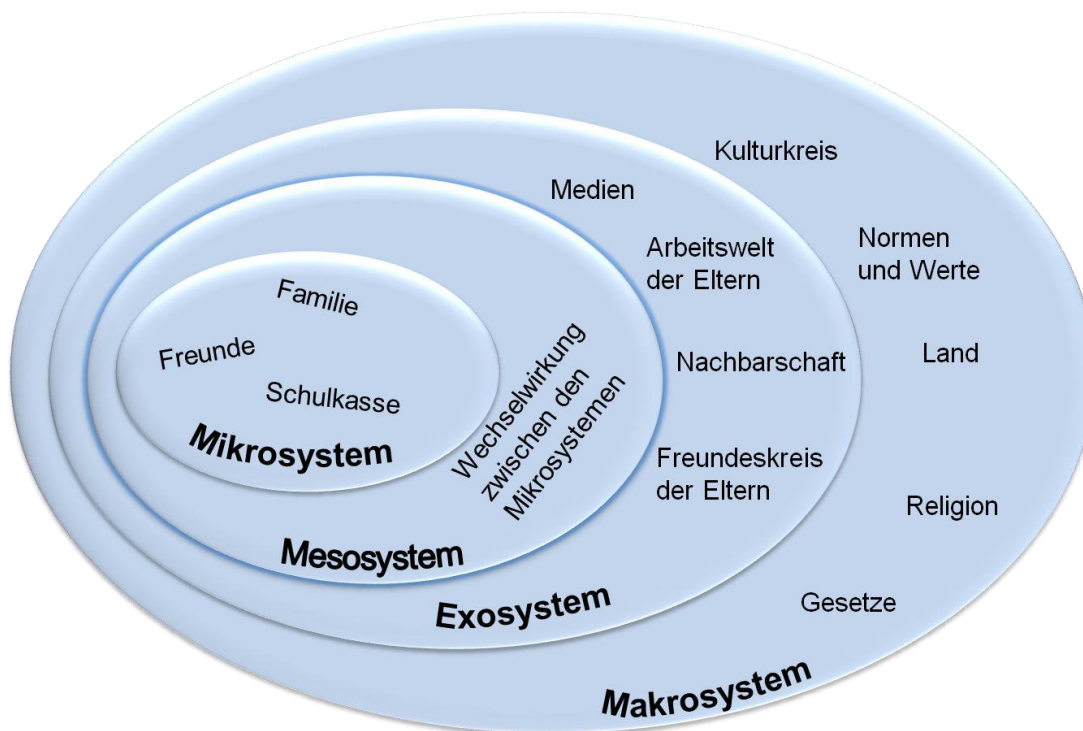 Kulturkreis
Medien
Normen
und Werte
Arbeitswelt
der Eltern
Familie
Freunde
Schulkasse
Mikrosystem
Wechselwirkung
zwischen den
Mikrosystemen
Nachbarschaft
Land
Freundeskreis
der Eltern
Religion
Mesosystem
Exosystem
Gesetze
Makrosystem